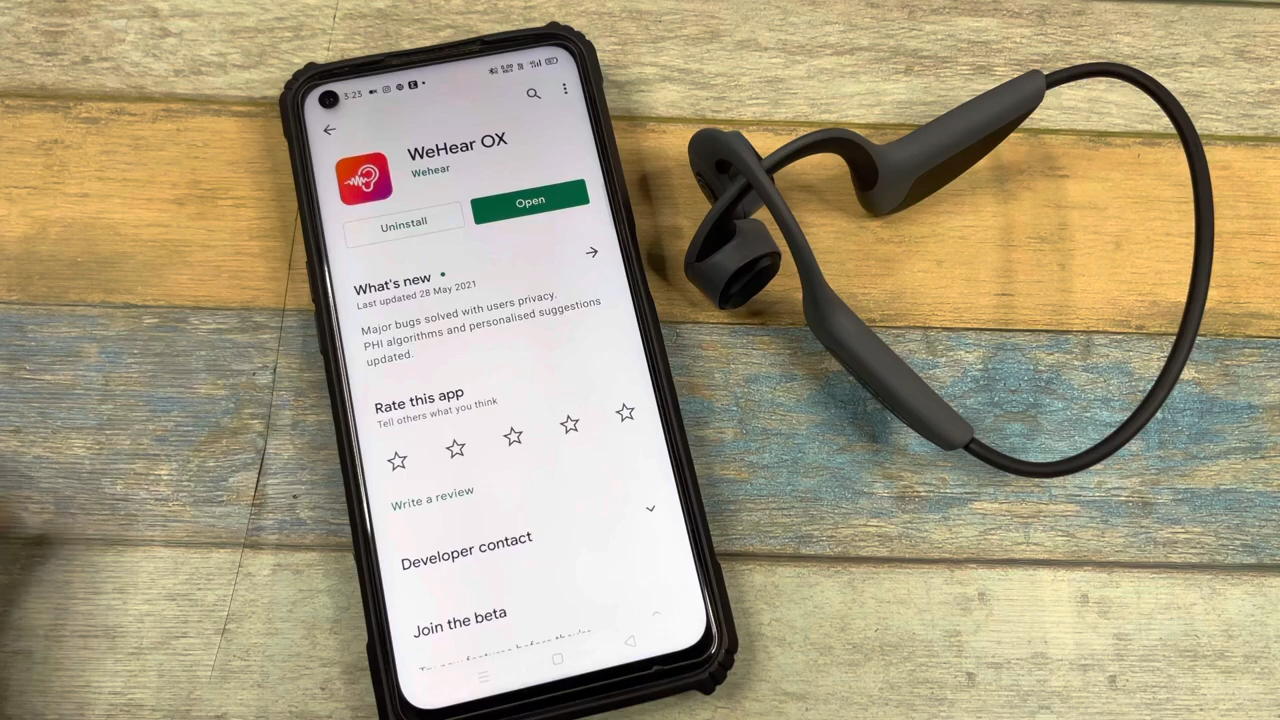 3:23
WeHear OX
Wehear
Uninstall
Open
What's new
Last updated 28 May 2021
Major bugs solved with users privacy.
PHI algorithms and personalised suggestions
updated.
Rate this app
Tell others what you think
Write a review
Developer contact
Join the beta